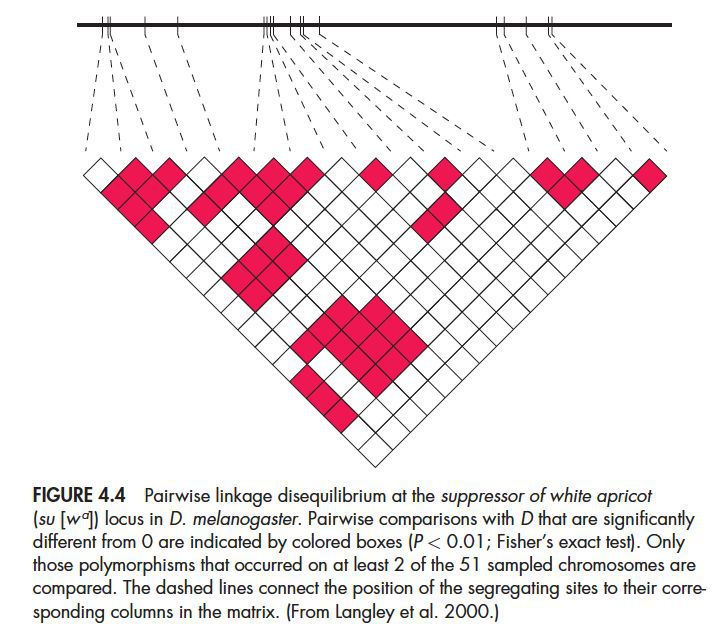 FIGURE 4.4 Pairwise linkage disequilibrium at the suppressor of white apricot
(su [wᵃ]) locus in D. melanogaster. Pairwise comparisons with D that are significantly
different from 0 are indicated by colored boxes (P < 0.01; Fisher's exact test). Only
those polymorphisms that occurred on at least 2 of the 51 sampled chromosomes are
compared. The dashed lines connect the position of the segregating sites to their corre-
sponding columns in the matrix. (From Langley et al. 2000.)